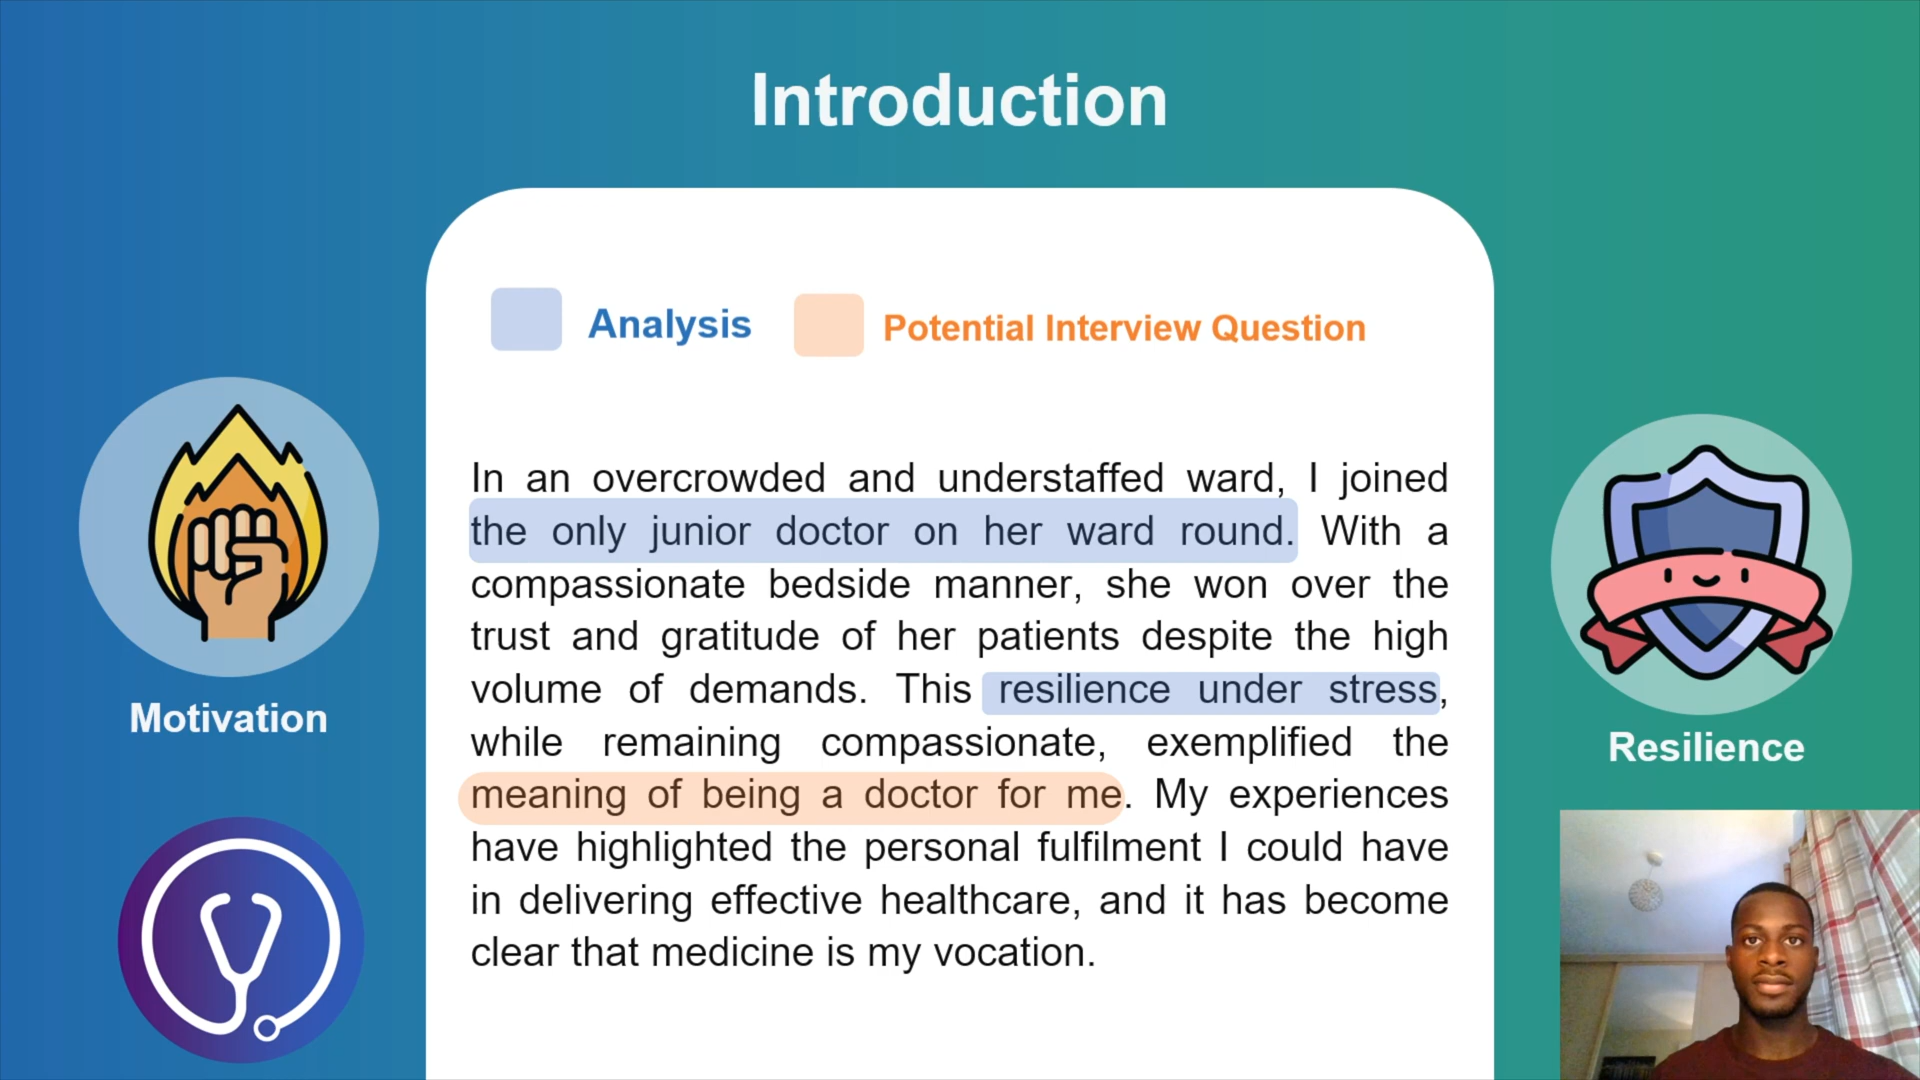 Introduction
Analysis
Potential Interview Question
In an overcrowded and understaffed ward, I joined
the only junior doctor on her ward round. With a
compassionate bedside manner, she won over the
trust and gratitude of her patients despite the high
volume of demands. This resilience under stress,
while remaining compassionate, exemplified the
meaning of being a doctor for me. My experiences
have highlighted the personal fulfilment I could have
in delivering effective healthcare, and it has become
clear that medicine is my vocation.
Motivation
Resilience